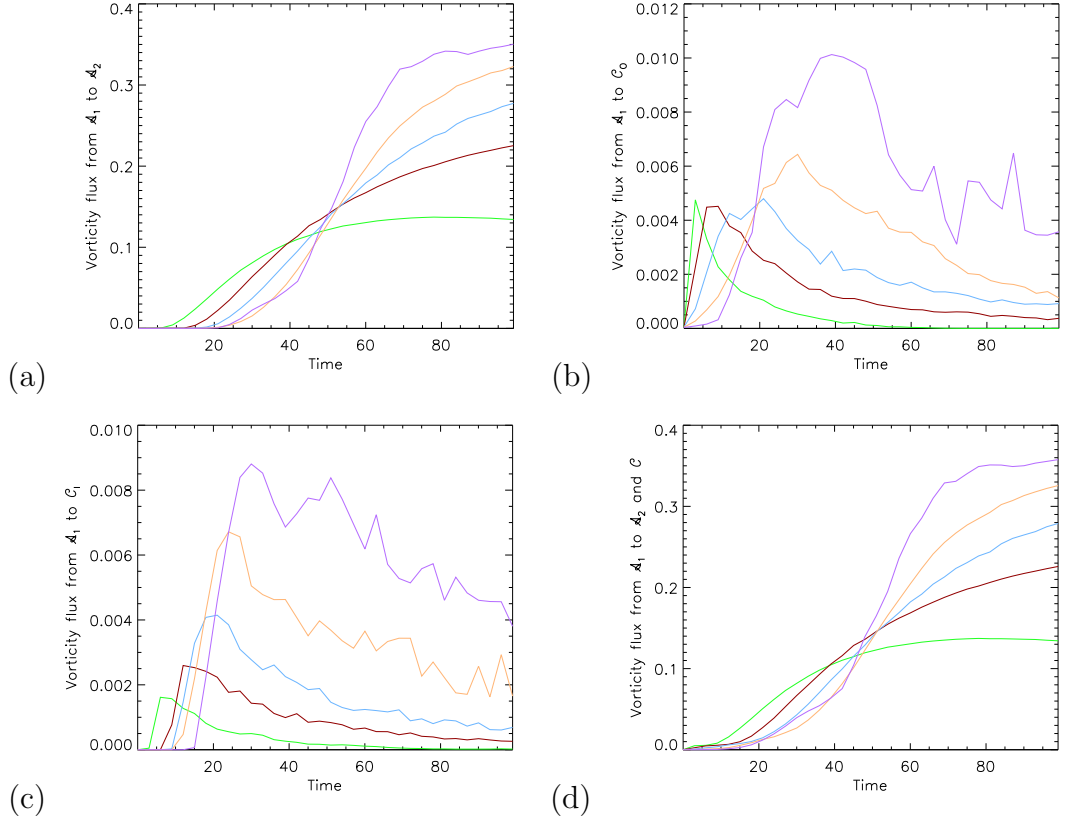 0.4
0.3
0.2
0.1
0.0
20 40 60 80
Time
Vorticity flux from 𝒜₁ to 𝒜₂
(a)
0.012
0.010
0.008
0.006
0.004
0.002
0.000
20 40 60 80
Time
Vorticity flux from 𝒜₁ to 𝒞₀
(b)
0.010
0.008
0.006
0.004
0.002
0.000
20 40 60 80
Time
Vorticity flux from 𝒜₁ to 𝒞ᵢ
(c)
0.4
0.3
0.2
0.1
0.0
20 40 60 80
Time
Vorticity flux from 𝒜₁ to 𝒜₂ and 𝒞
(d)